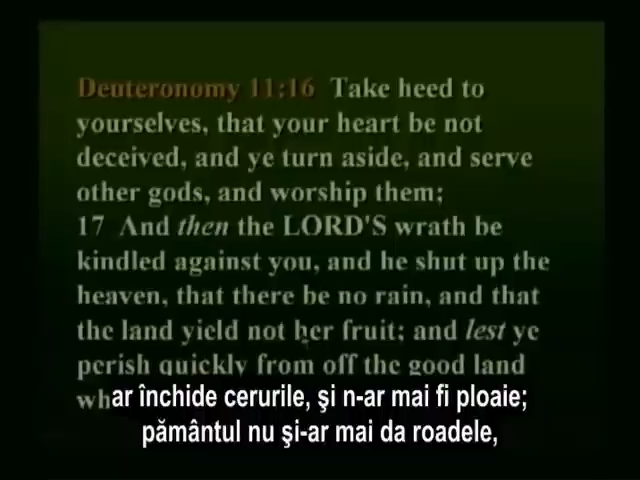 Deuteronomy 11:16 Take heed to
yourselves, that your heart be not
deceived, and ye turn aside, and serve
other gods, and worship them;
17 And then the LORD'S wrath be
kindled against you, and he shut up the
heaven, that there be no rain, and that
the land yield not her fruit; and lest ye
perish quickly from off the good land
ar închide cerurile, şi n-ar mai fi ploaie;
pământul nu şi-ar mai da roadele,